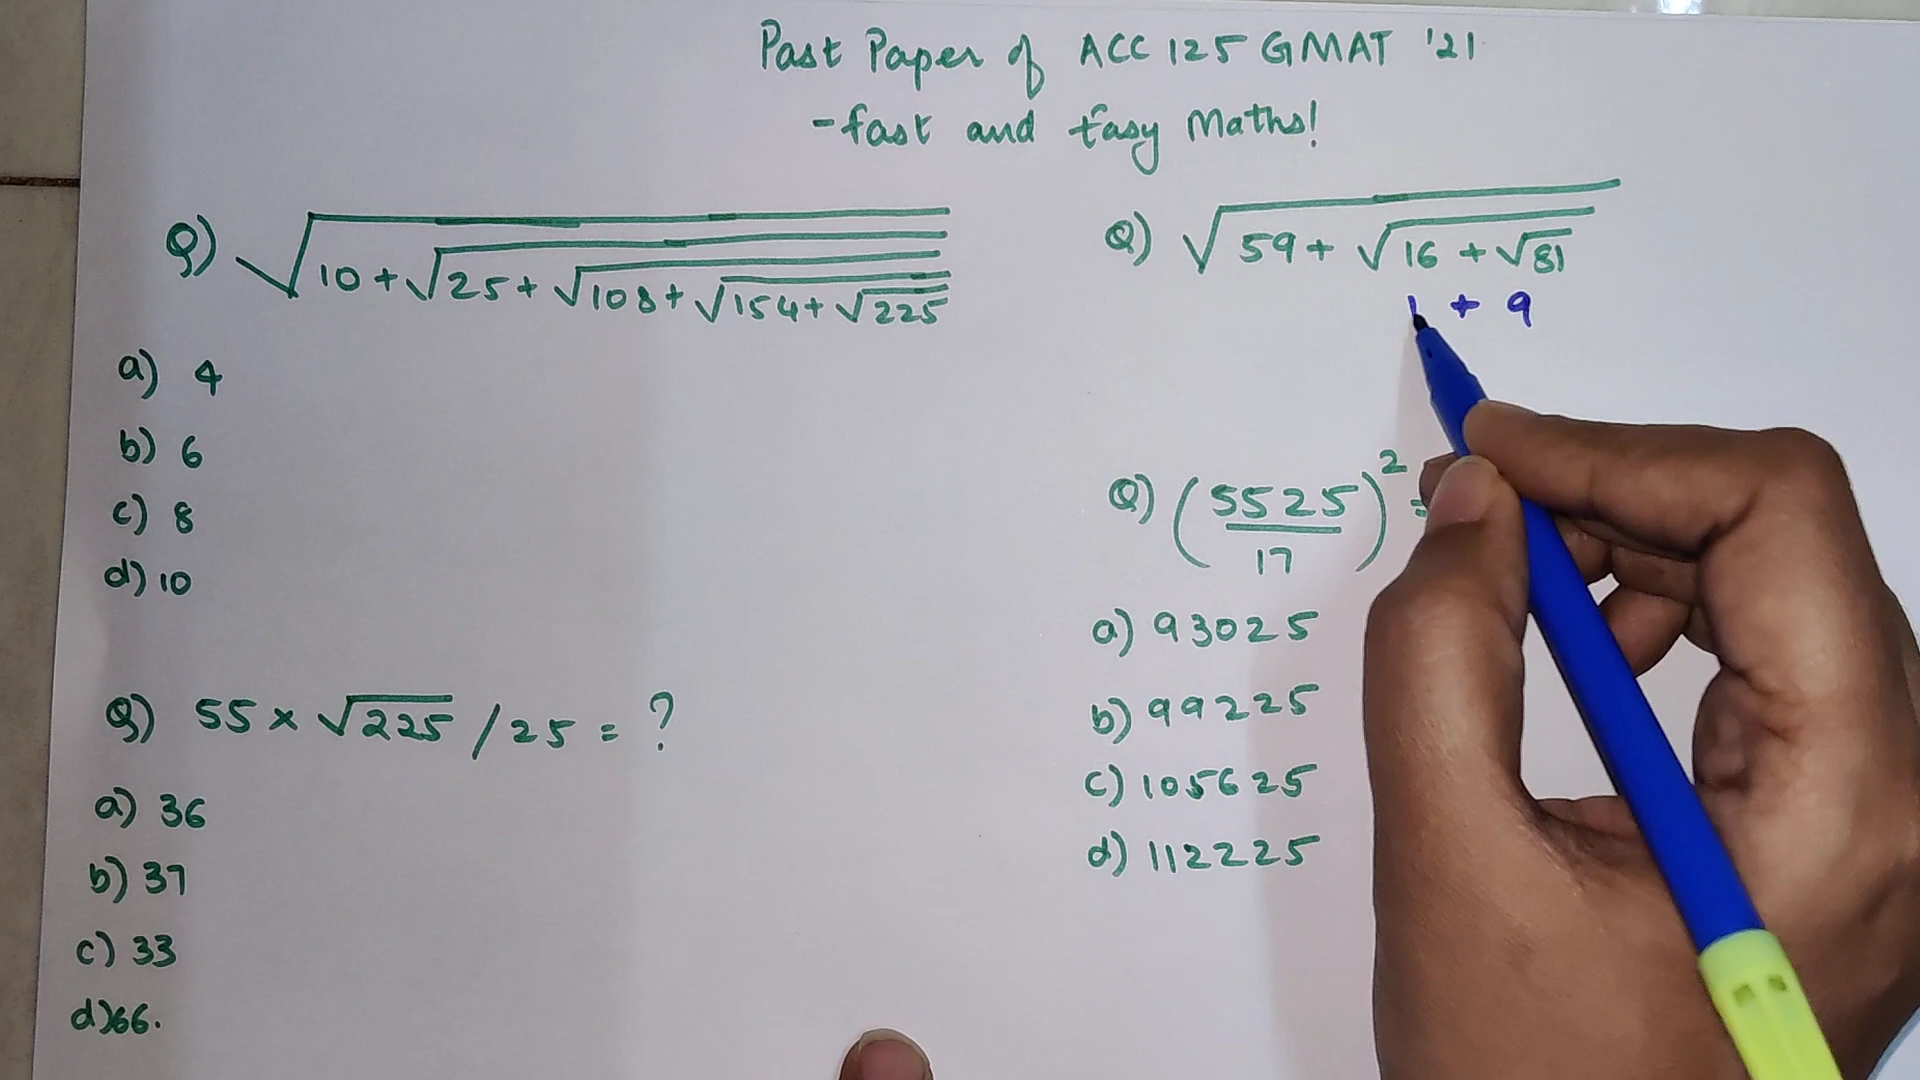 Past Paper of ACC 125 GMAT '21
- fast and Easy Maths!
Q) √10+√25+√108+√154+√225
a) 4
b) 6
c) 8
d) 10
Q) 55 × √225 / 25 = ?
a) 36
b) 37
c) 33
d) 66.
Q) √59+√16+√81
1 + 9
Q) (5525/17)² =
a) 93025
b) 99225
c) 105625
d) 112225